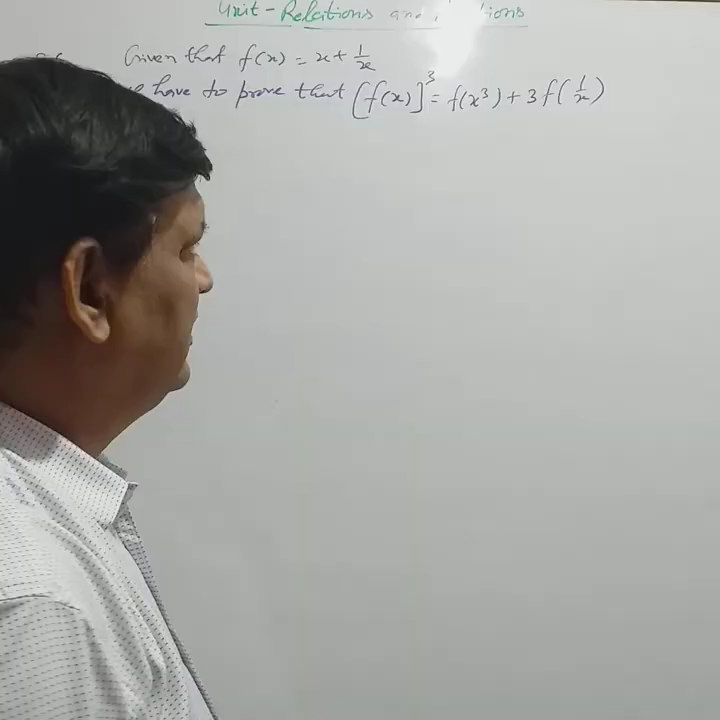 Unit - Relations and
Given that f(x) = x + 1/x
have to prove that [f(x)]³ = f(x³) + 3 f(1/x)